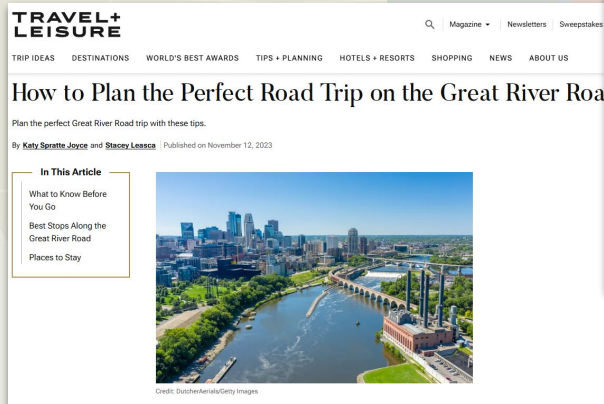 TRAVEL+
LEISURE
Magazine
Newsletters
Sweepstakes
TRIP IDEAS DESTINATIONS WORLD'S BEST AWARDS TIPS + PLANNING HOTELS + RESORTS SHOPPING NEWS ABOUT US
How to Plan the Perfect Road Trip on the Great River Roa
Plan the perfect Great River Road trip with these tips.
By Katy Spratte Joyce and Stacey Leasca Published on November 12, 2023
In This Article
What to Know Before
You Go
Best Stops Along the
Great River Road
Places to Stay
Credit: DutcherAerials/Getty Images